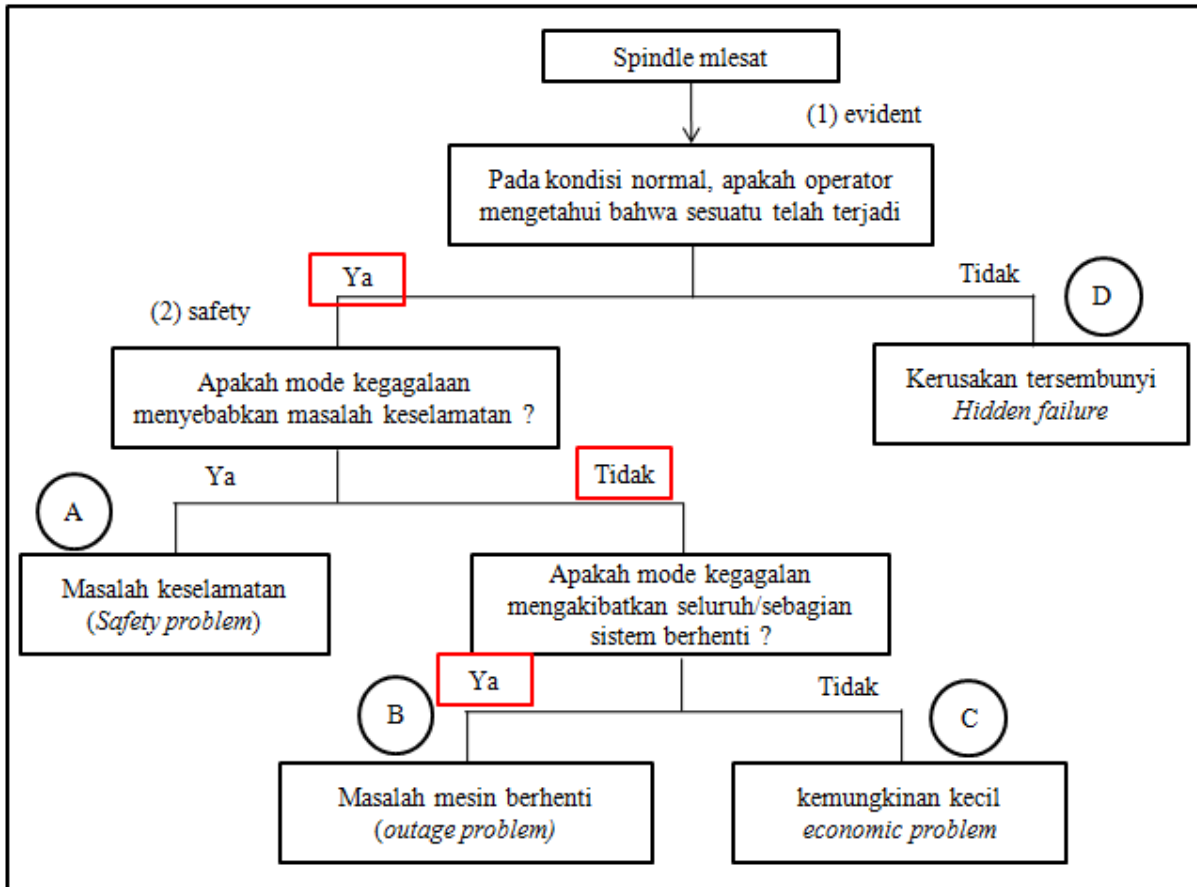 Spindle mlesat
(1) evident
Pada kondisi normal, apakah operator
mengetahui bahwa sesuatu telah terjadi
Ya
Tidak
D
(2) safety
Apakah mode kegagalaan
menyebabkan masalah keselamatan ?
Kerusakan tersembunyi
Hidden failure
Ya
Tidak
A
Masalah keselamatan
(Safety problem)
Apakah mode kegagalan
mengakibatkan seluruh/sebagian
sistem berhenti ?
Ya
Tidak
B
C
Masalah mesin berhenti
(outage problem)
kemungkinan kecil
economic problem